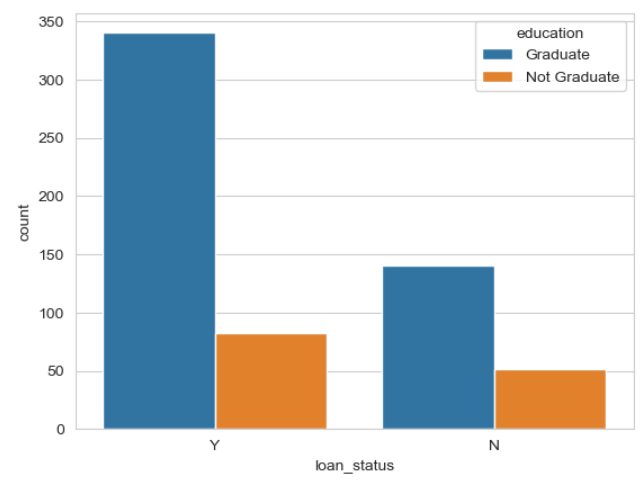 350
300
250
200
150
100
50
0
count
education
Graduate
Not Graduate
Y
N
loan_status